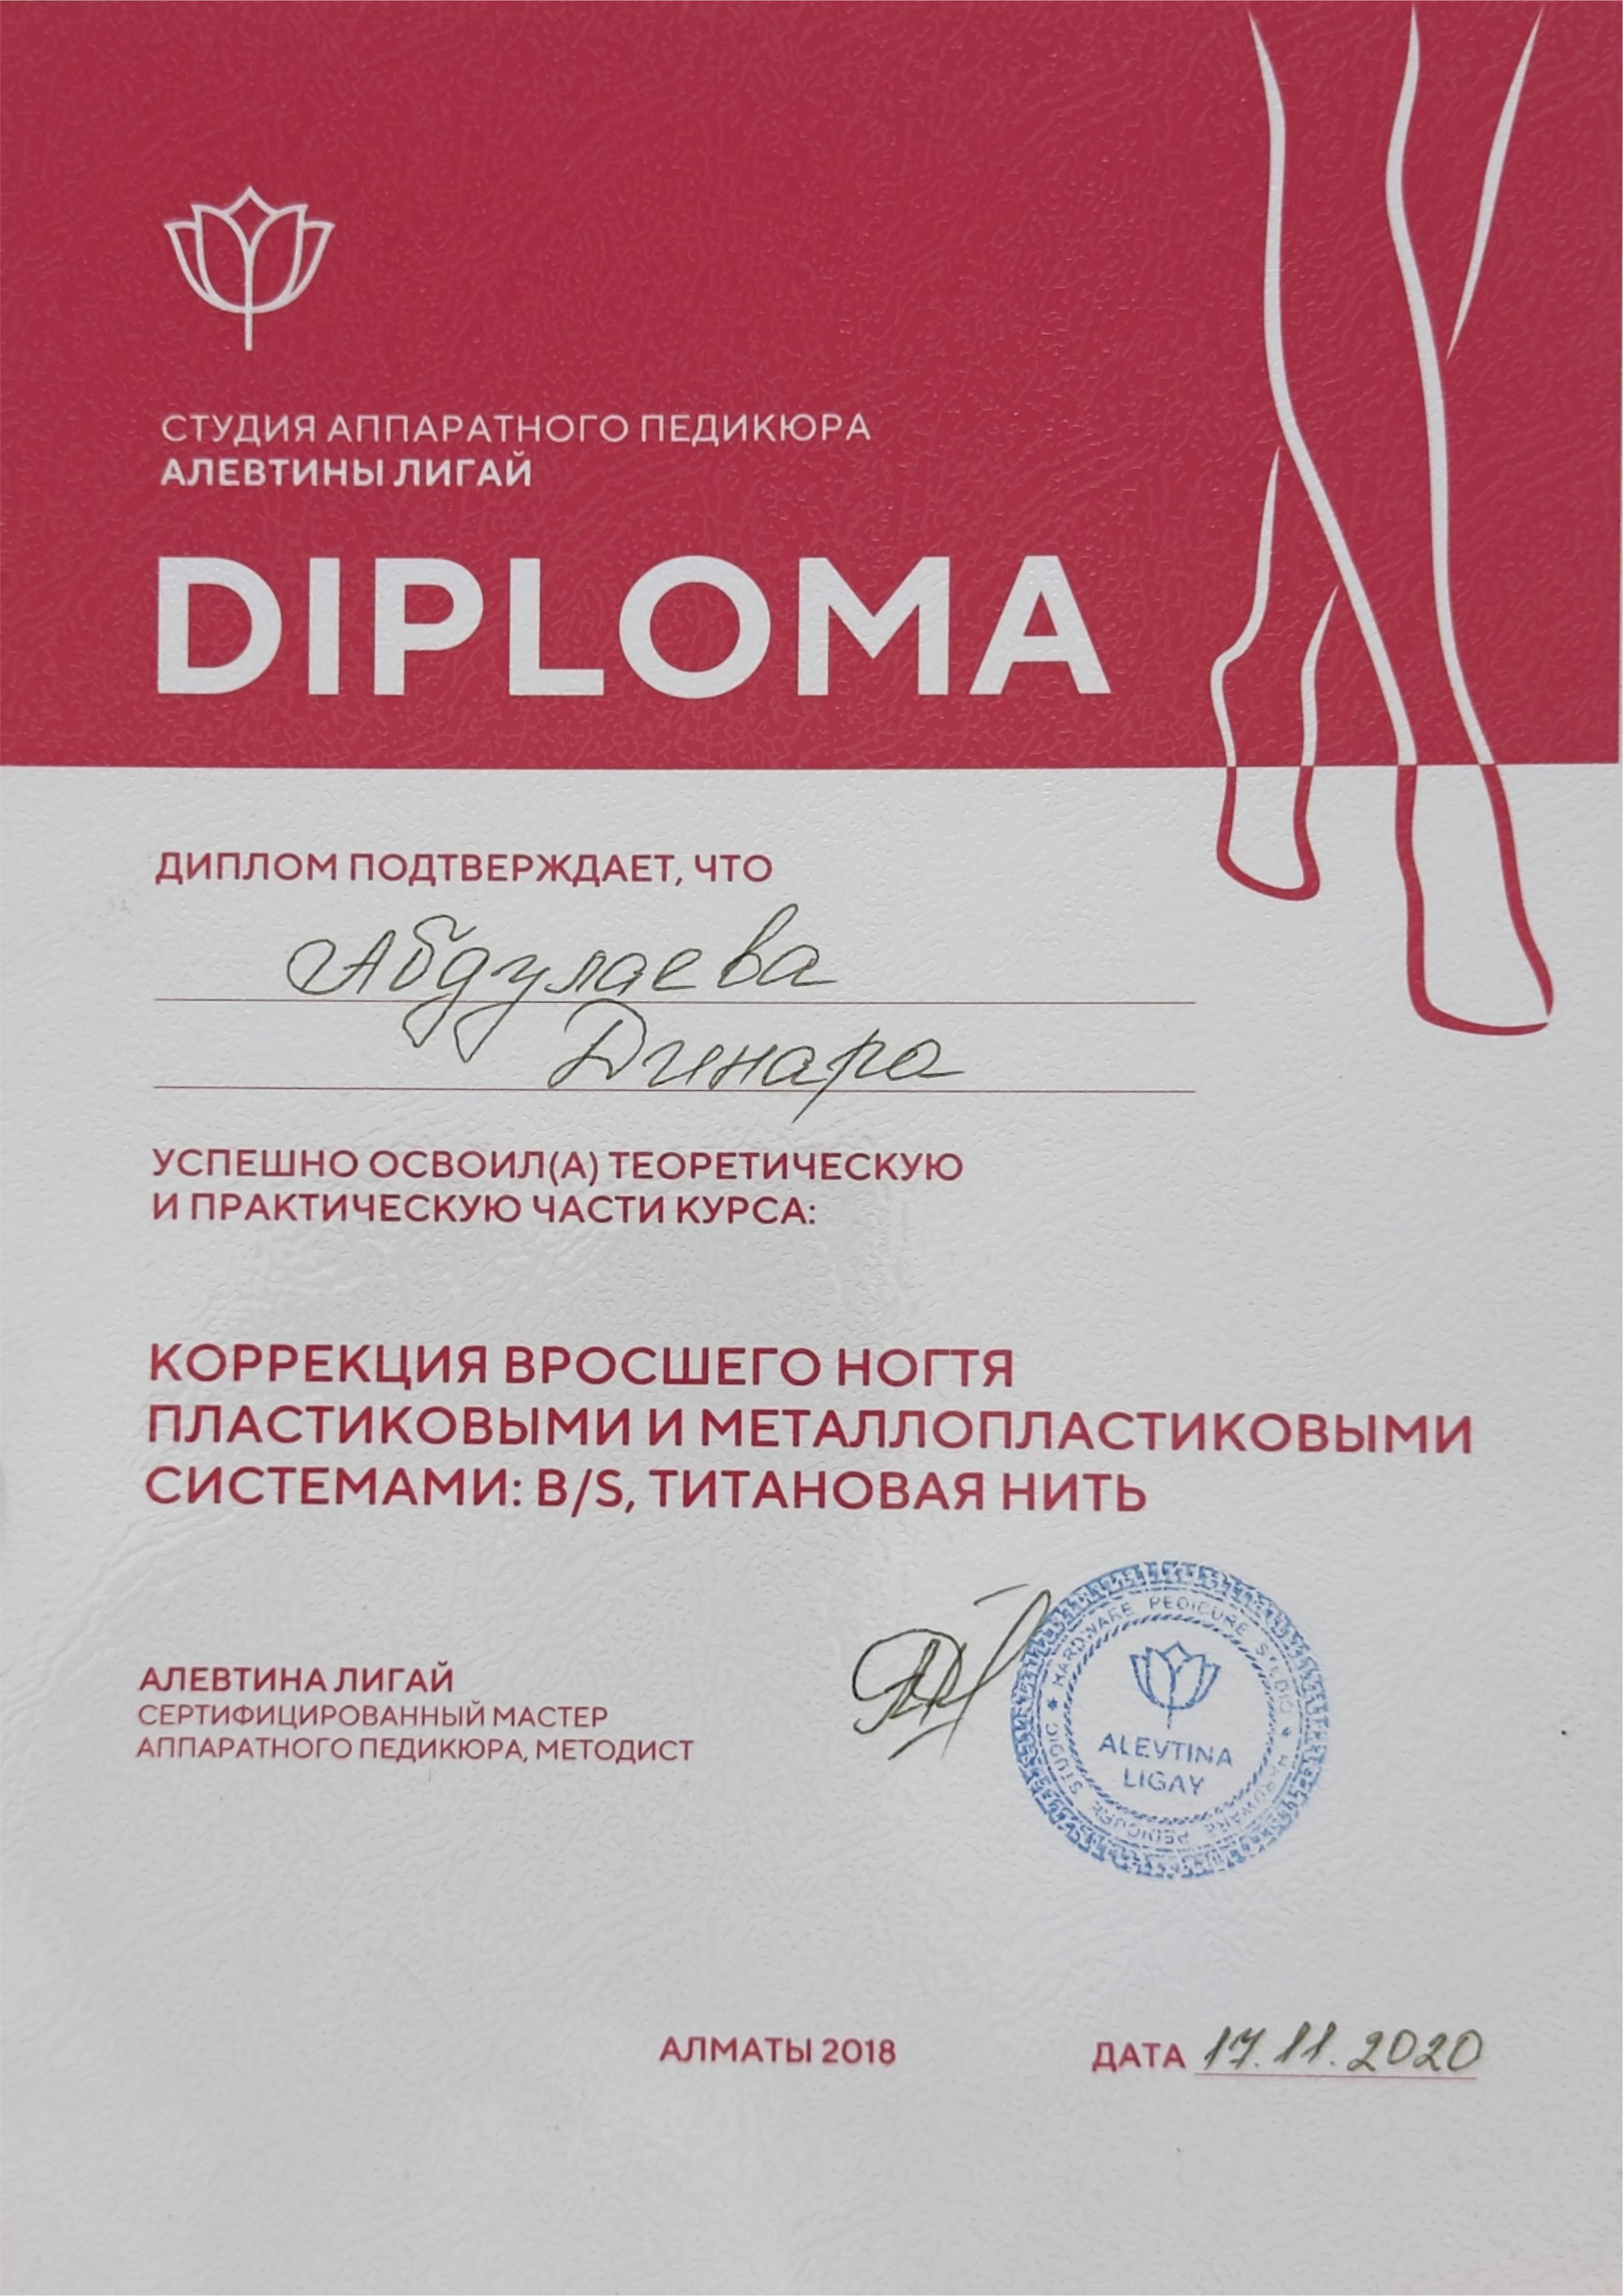 СТУДИЯ АППАРАТНОГО ПЕДИКЮРА
АЛЕВТИНЫ ЛИГАЙ
DIPLOMA
ДИПЛОМ ПОДТВЕРЖДАЕТ, ЧТО
Абдулаева
Динара
УСПЕШНО ОСВОИЛ(А) ТЕОРЕТИЧЕСКУЮ
И ПРАКТИЧЕСКУЮ ЧАСТИ КУРСА:
КОРРЕКЦИЯ ВРОСШЕГО НОГТЯ
ПЛАСТИКОВЫМИ И МЕТАЛЛОПЛАСТИКОВЫМИ
СИСТЕМАМИ: B/S, ТИТАНОВАЯ НИТЬ
АЛЕВТИНА ЛИГАЙ
СЕРТИФИЦИРОВАННЫЙ МАСТЕР
АППАРАТНОГО ПЕДИКЮРА, МЕТОДИСТ
HARDWARE PEDICURE STUDIO * HARDWARE PEDICURE STUDIO *
ALEVTINA
LIGAY
АЛМАТЫ 2018
ДАТА 17.11.2020